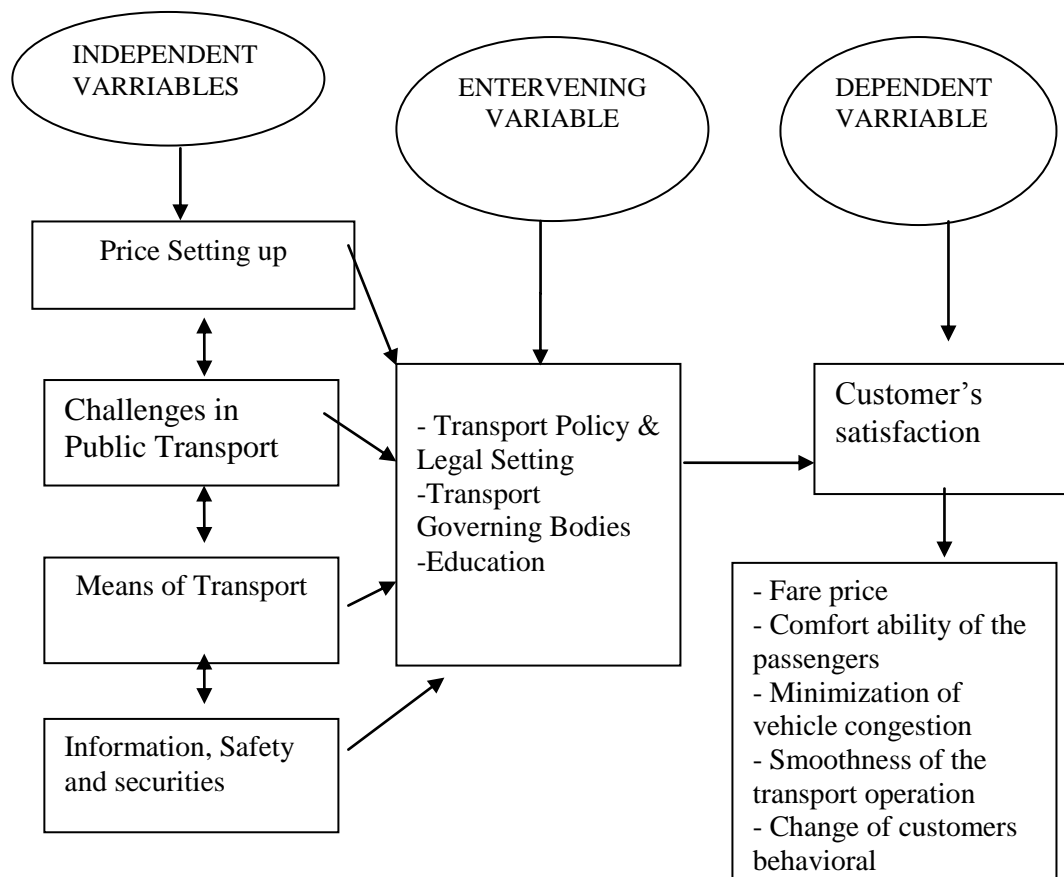 INDEPENDENT
VARRIABLES
ENTERVENING
VARIABLE
DEPENDENT
VARRIABLE
Price Setting up
Challenges in
Public Transport
Means of Transport
Information, Safety
and securities
- Transport Policy &
Legal Setting
-Transport
Governing Bodies
-Education
Customer’s
satisfaction
- Fare price
- Comfort ability of the
passengers
- Minimization of
vehicle congestion
- Smoothness of the
transport operation
- Change of customers
behavioral